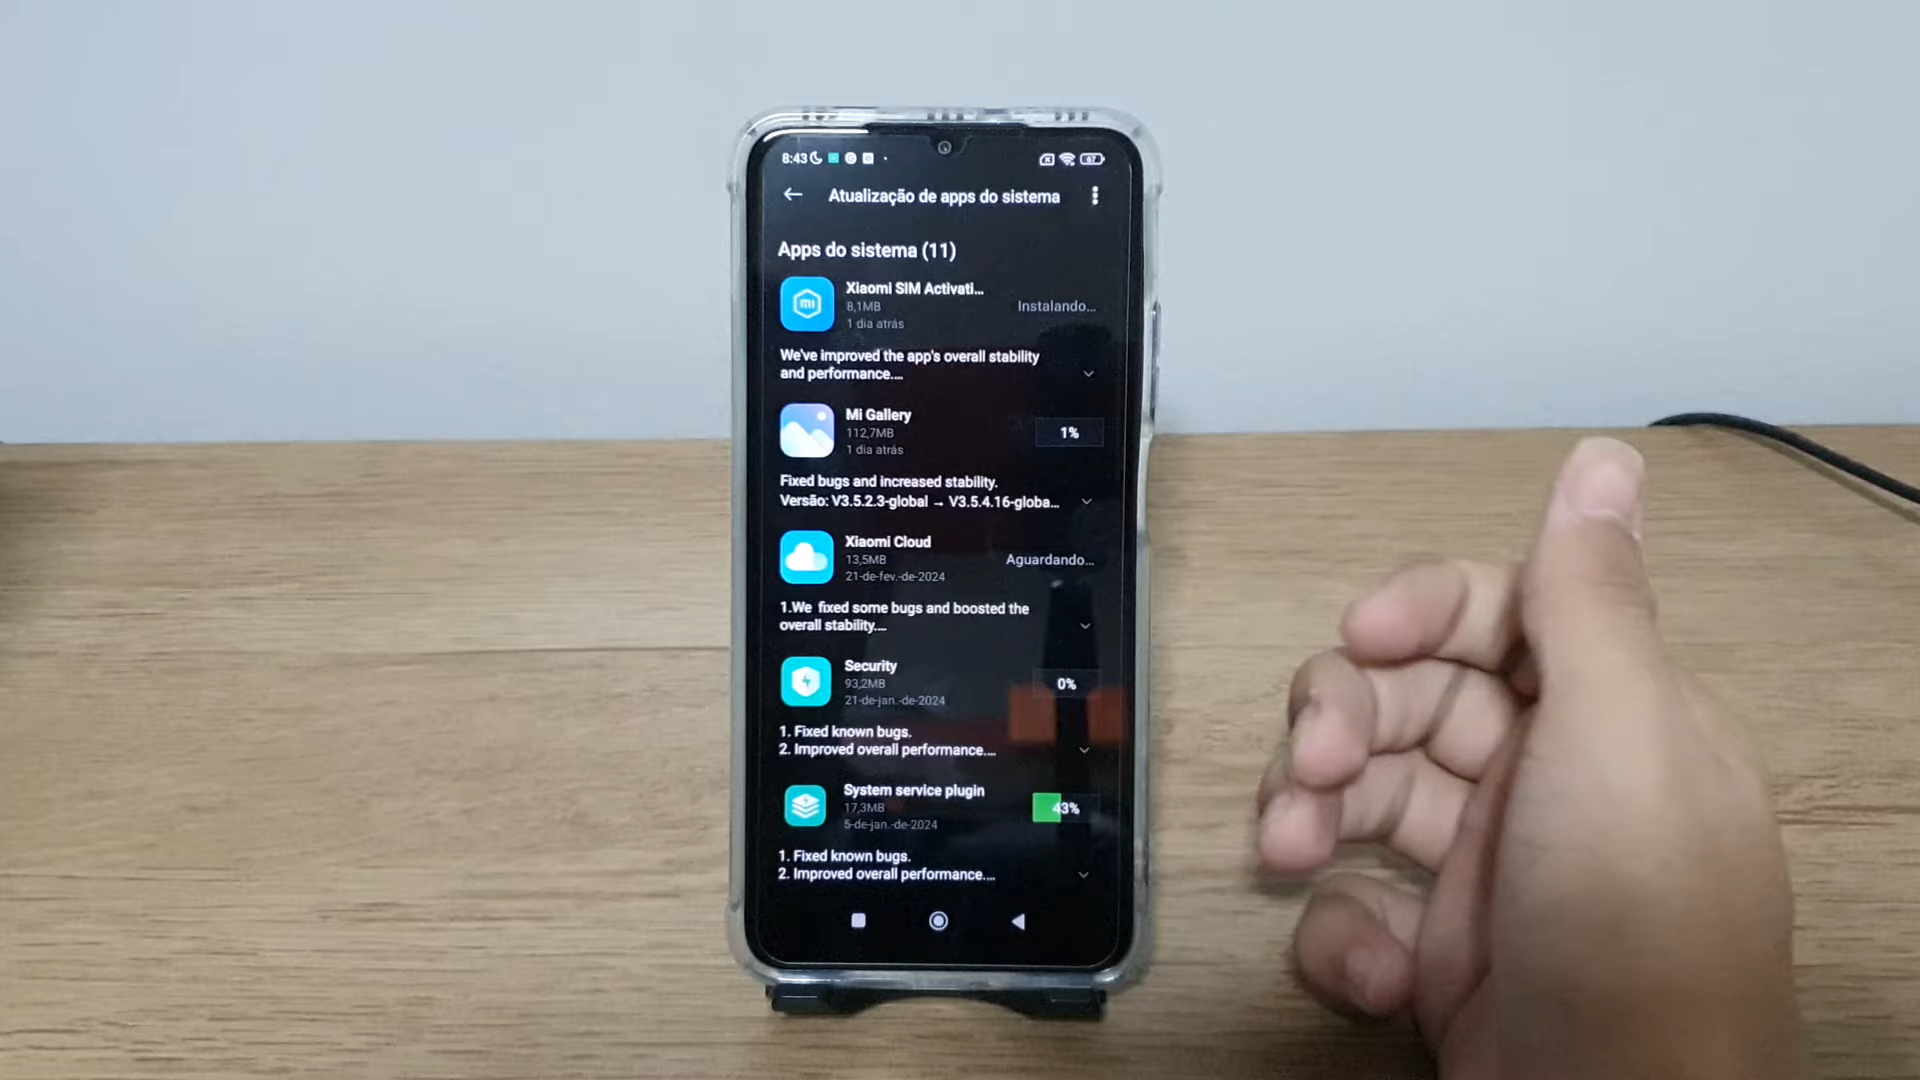 8:43
67
Atualização de apps do sistema
Apps do sistema (11)
mi
Xiaomi SIM Activati...
8,1MB
Instalando...
1 dia atrás
We've improved the app's overall stability
and performance....
Mi Gallery
112,7MB
1%
1 dia atrás
Fixed bugs and increased stability.
Versão: V3.5.2.3-global → V3.5.4.16-globa...
Xiaomi Cloud
13,5MB
Aguardando...
21-de-fev.-de-2024
1.We fixed some bugs and boosted the
overall stability....
Security
93,2MB
0%
21-de-jan.-de-2024
1. Fixed known bugs.
2. Improved overall performance....
System service plugin
17,3MB
43%
5-de-jan.-de-2024
1. Fixed known bugs.
2. Improved overall performance....